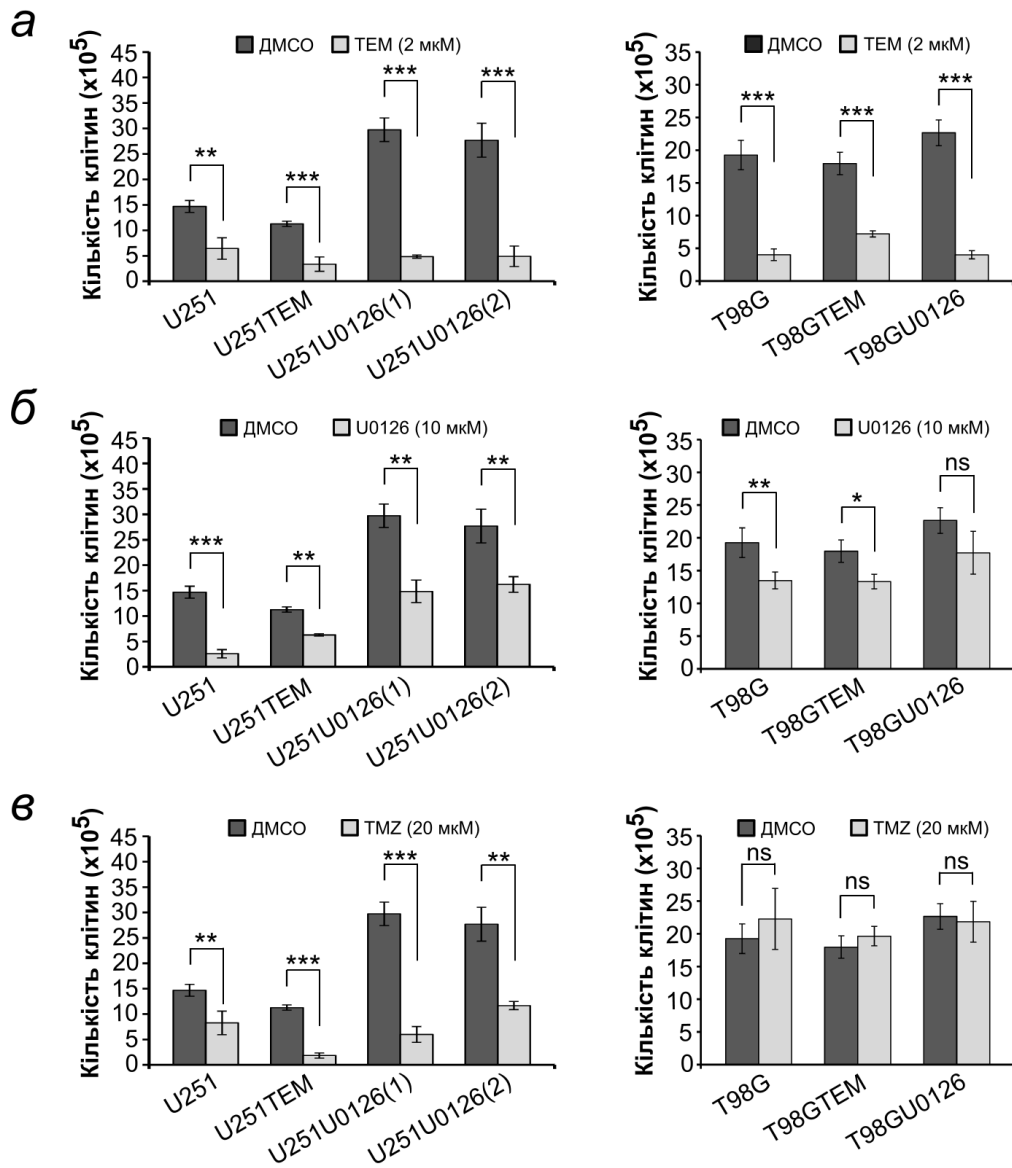 а
Кількість клітин (x10⁵)
ДМСО
ТЕМ (2 мкМ)
45
40
35
30
25
20
15
10
5
0
**
***
***
***
U251
U251TEM
U251U0126(1)
U251U0126(2)
Кількість клітин (x10⁵)
ДМСО
ТЕМ (2 мкМ)
35
30
25
20
15
10
5
0
***
***
***
T98G
T98GTEM
T98GU0126
б
Кількість клітин (x10⁵)
ДМСО
U0126 (10 мкМ)
45
40
35
30
25
20
15
10
5
0
***
**
**
**
U251
U251TEM
U251U0126(1)
U251U0126(2)
Кількість клітин (x10⁵)
ДМСО
U0126 (10 мкМ)
35
30
25
20
15
10
5
0
**
*
ns
T98G
T98GTEM
T98GU0126
в
Кількість клітин (x10⁵)
ДМСО
TMZ (20 мкМ)
45
40
35
30
25
20
15
10
5
0
**
***
***
**
U251
U251TEM
U251U0126(1)
U251U0126(2)
Кількість клітин (x10⁵)
ДМСО
TMZ (20 мкМ)
35
30
25
20
15
10
5
0
ns
ns
ns
T98G
T98GTEM
T98GU0126